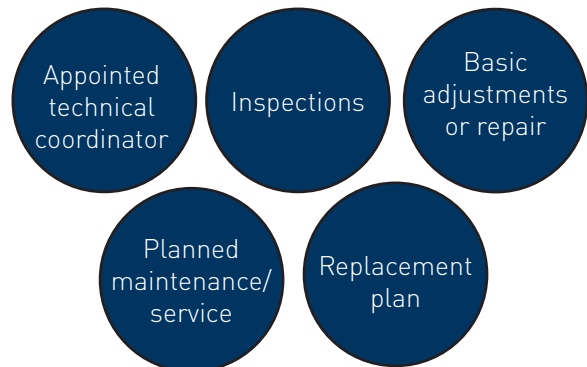 Appointed
technical
coordinator
Inspections
Basic
adjustments
or repair
Planned
maintenance/
service
Replacement
plan